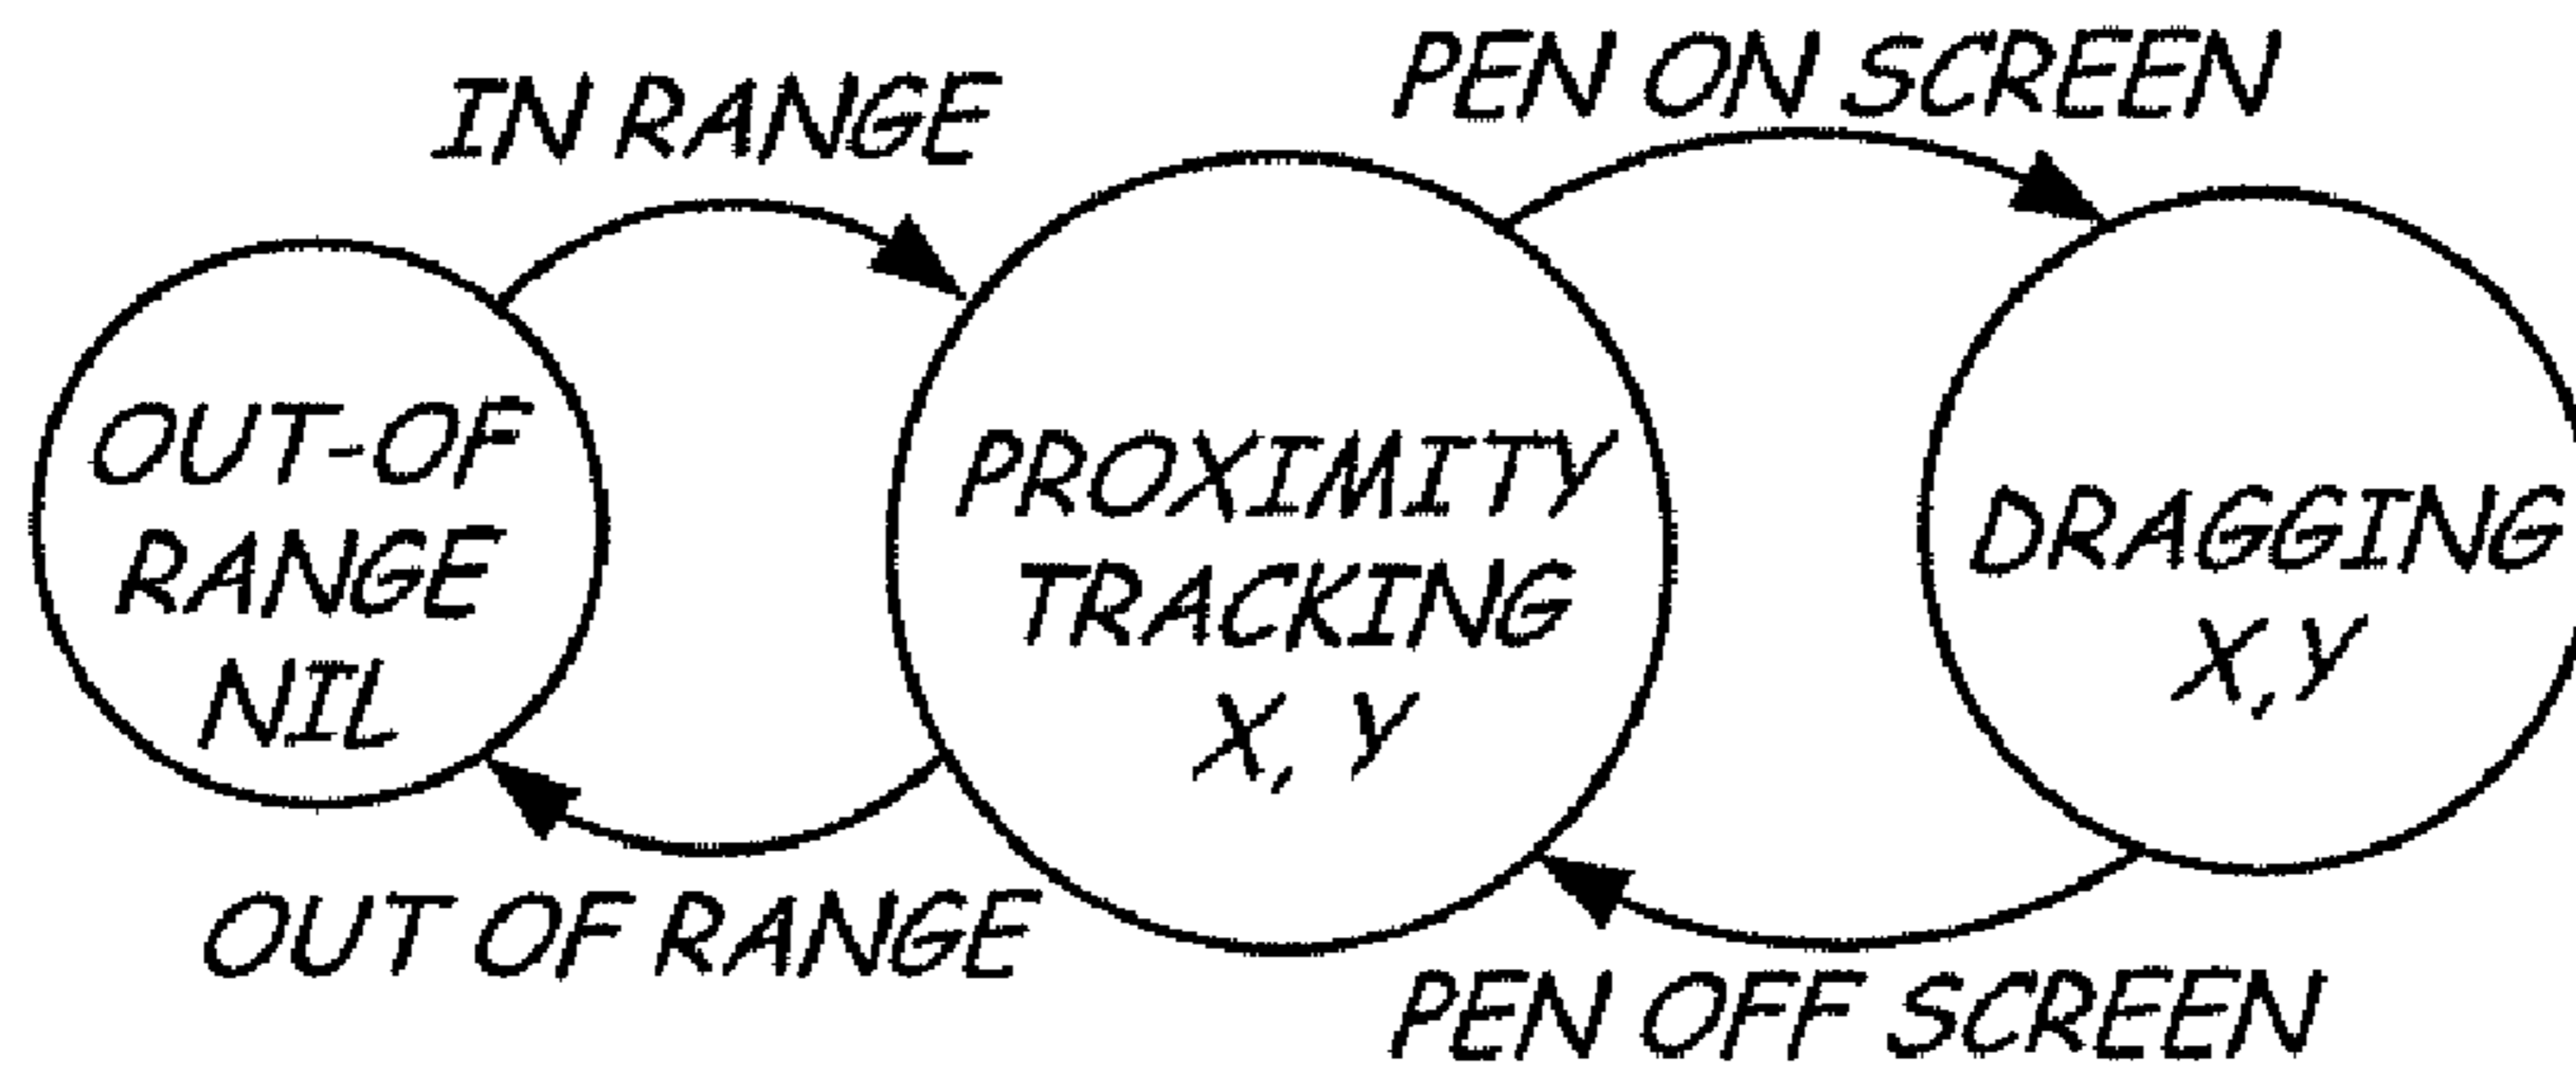 IN RANGE
PEN ON SCREEN
OUT-OF
RANGE
NIL
PROXIMITY
TRACKING
X, Y
DRAGGING
X,Y
OUT OF RANGE
PEN OFF SCREEN